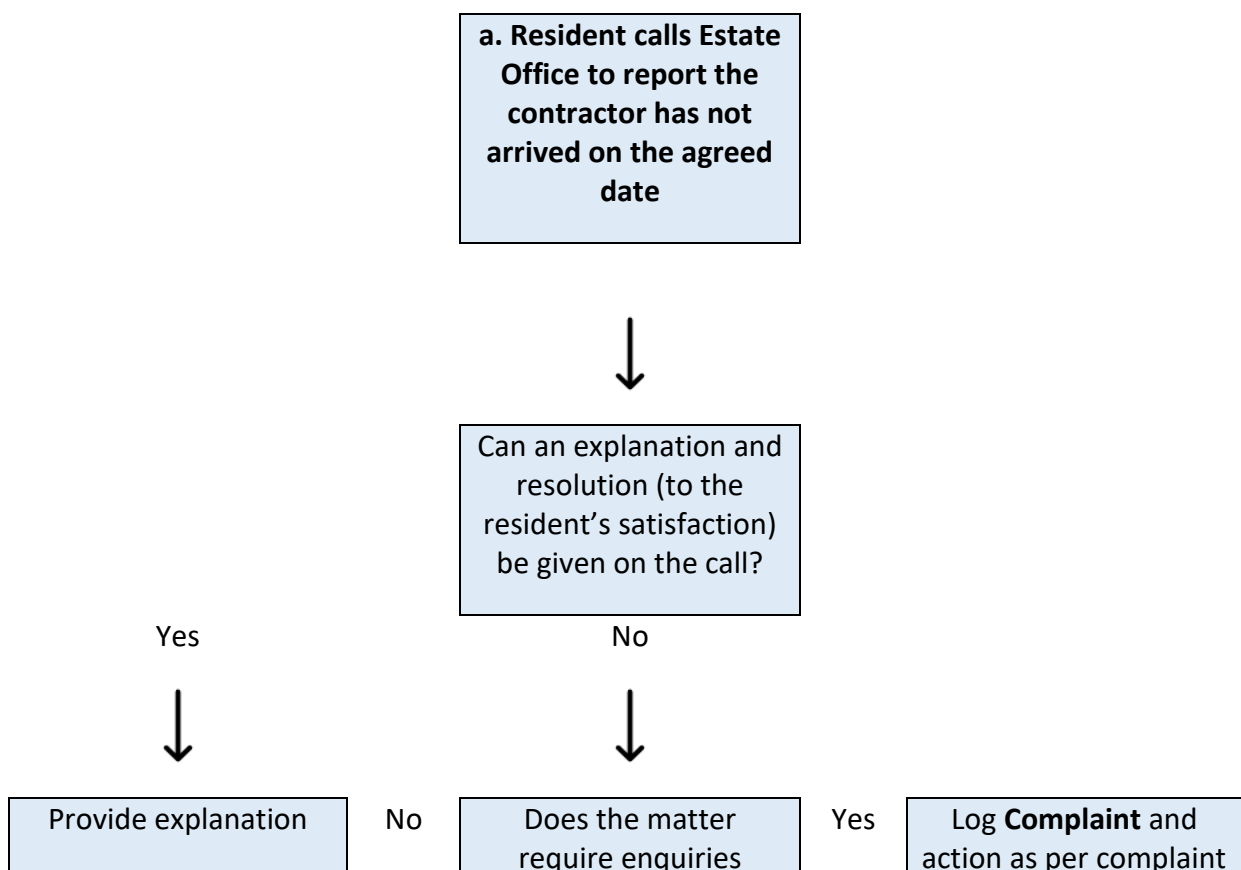 a. Resident calls Estate
Office to report the
contractor has not
arrived on the agreed
date
Can an explanation and
resolution (to the
resident’s satisfaction)
be given on the call?
Yes
No
Provide explanation
No
Does the matter
require enquiries
Yes
Log Complaint and
action as per complaint